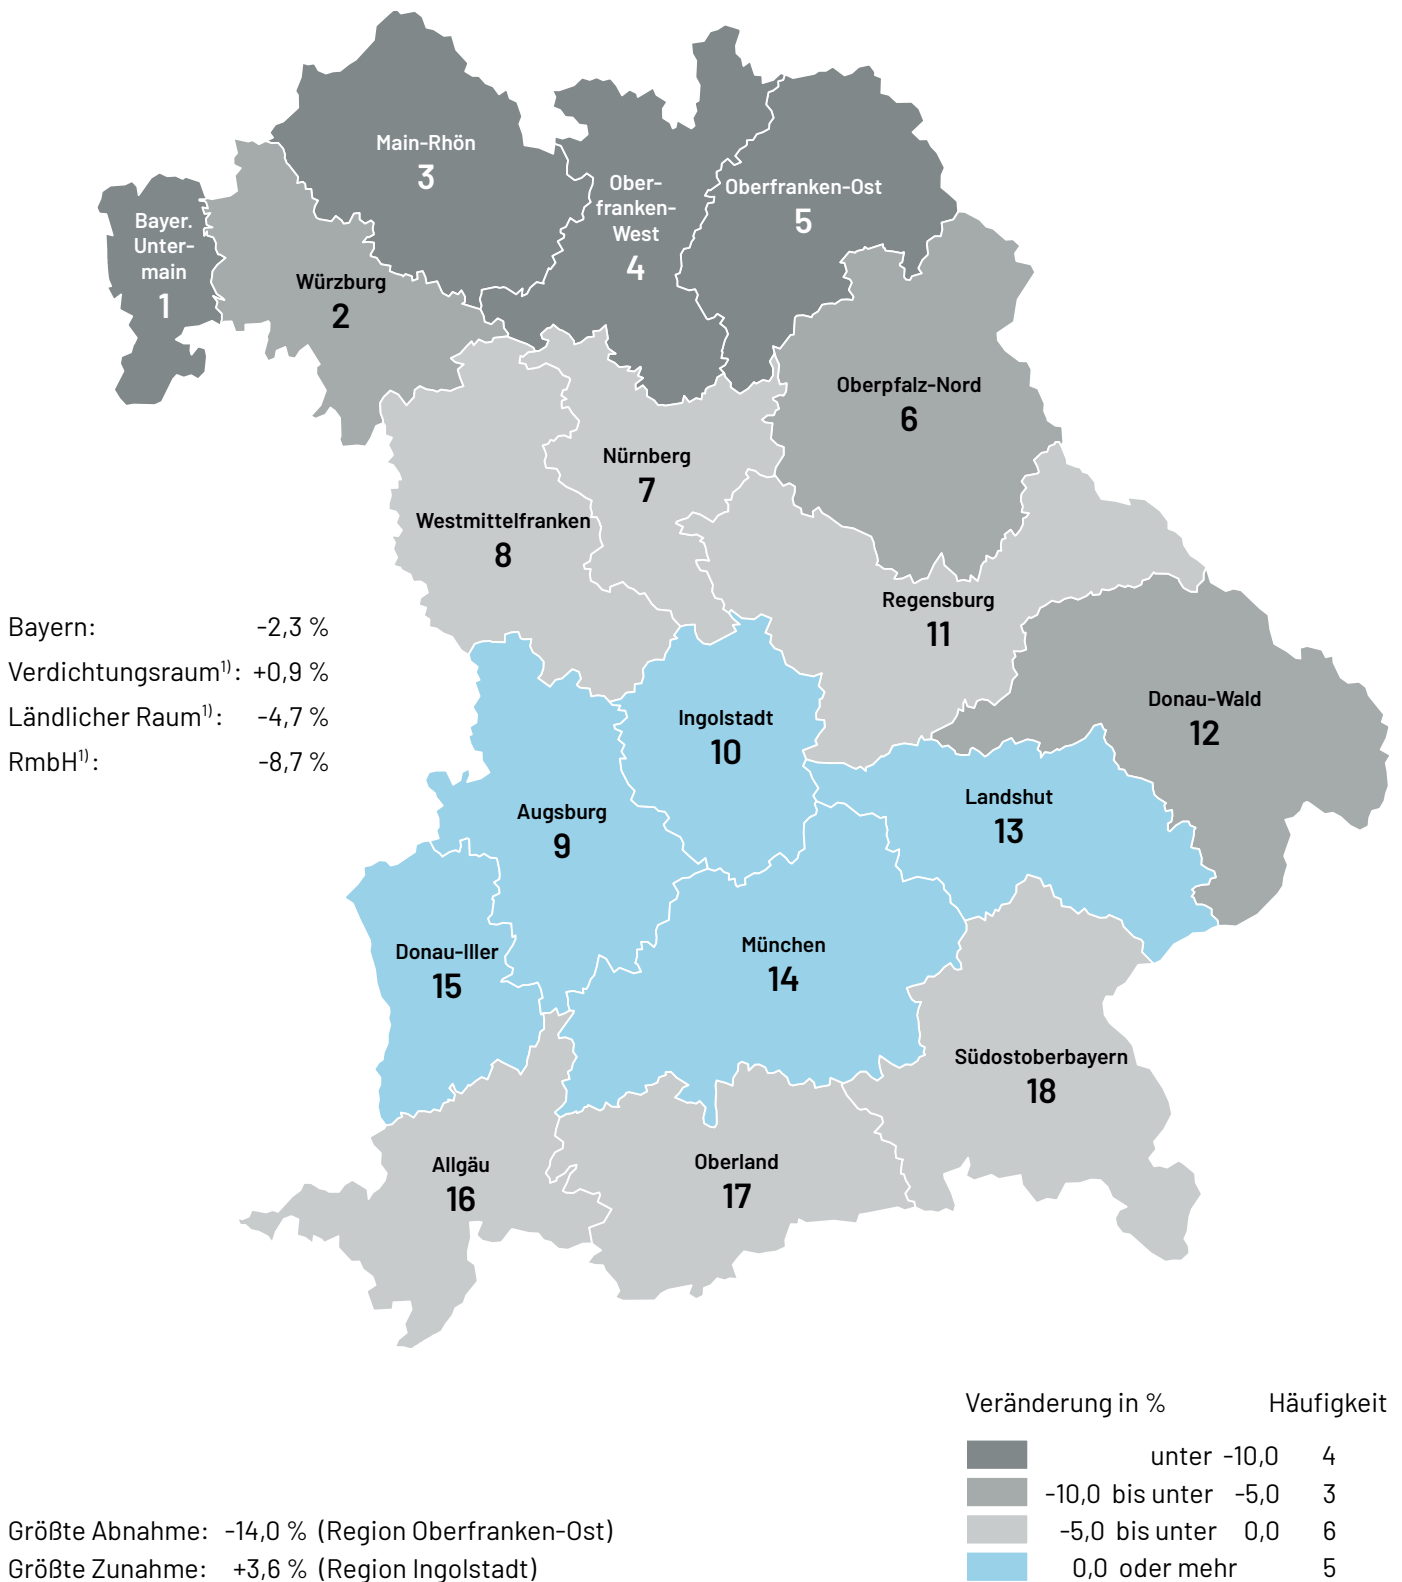 Main-Rhön
3
Ober-
franken-
West
4
Oberfranken-Ost
5
Bayer.
Unter-
main
1
Würzburg
2
Oberpfalz-Nord
6
Nürnberg
7
Westmittelfranken
8
Regensburg
11
Bayern: -2,3 %
Verdichtungsraum¹⁾: +0,9 %
Ländlicher Raum¹⁾: -4,7 %
RmbH¹⁾: -8,7 %
Donau-Wald
12
Ingolstadt
10
Landshut
13
Augsburg
9
München
14
Donau-Iller
15
Südostoberbayern
18
Allgäu
16
Oberland
17
Veränderung in % Häufigkeit
unter -10,0 4
-10,0 bis unter -5,0 3
-5,0 bis unter 0,0 6
0,0 oder mehr 5
Größte Abnahme: -14,0 % (Region Oberfranken-Ost)
Größte Zunahme: +3,6 % (Region Ingolstadt)